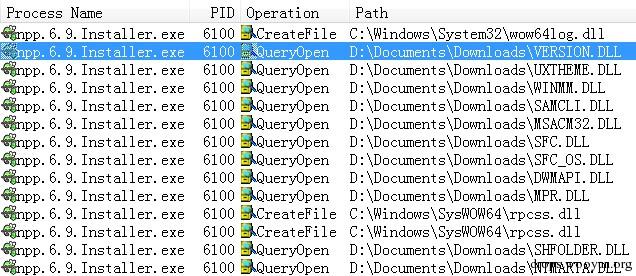 Process Name PID Operation Path
npp.6.9.Installer.exe 6100 CreateFile C:\Windows\System32\wow64log.dll
npp.6.9.Installer.exe 6100 QueryOpen D:\Documents\Downloads\VERSION.DLL
npp.6.9.Installer.exe 6100 QueryOpen D:\Documents\Downloads\UXTHEME.DLL
npp.6.9.Installer.exe 6100 QueryOpen D:\Documents\Downloads\WINMM.DLL
npp.6.9.Installer.exe 6100 QueryOpen D:\Documents\Downloads\SAMCLI.DLL
npp.6.9.Installer.exe 6100 QueryOpen D:\Documents\Downloads\MSACM32.DLL
npp.6.9.Installer.exe 6100 QueryOpen D:\Documents\Downloads\SFC.DLL
npp.6.9.Installer.exe 6100 QueryOpen D:\Documents\Downloads\SFC_OS.DLL
npp.6.9.Installer.exe 6100 QueryOpen D:\Documents\Downloads\DWMAPI.DLL
npp.6.9.Installer.exe 6100 QueryOpen D:\Documents\Downloads\MPR.DLL
npp.6.9.Installer.exe 6100 CreateFile C:\Windows\SysWOW64\rpcss.dll
npp.6.9.Installer.exe 6100 CreateFile C:\Windows\SysWOW64\rpcss.dll
npp.6.9.Installer.exe 6100 QueryOpen D:\Documents\Downloads\SHFOLDER.DLL
npp.6.9.Installer.exe 6100 QueryOpen D:\Documents\Downloads\NTMARTA.DLL